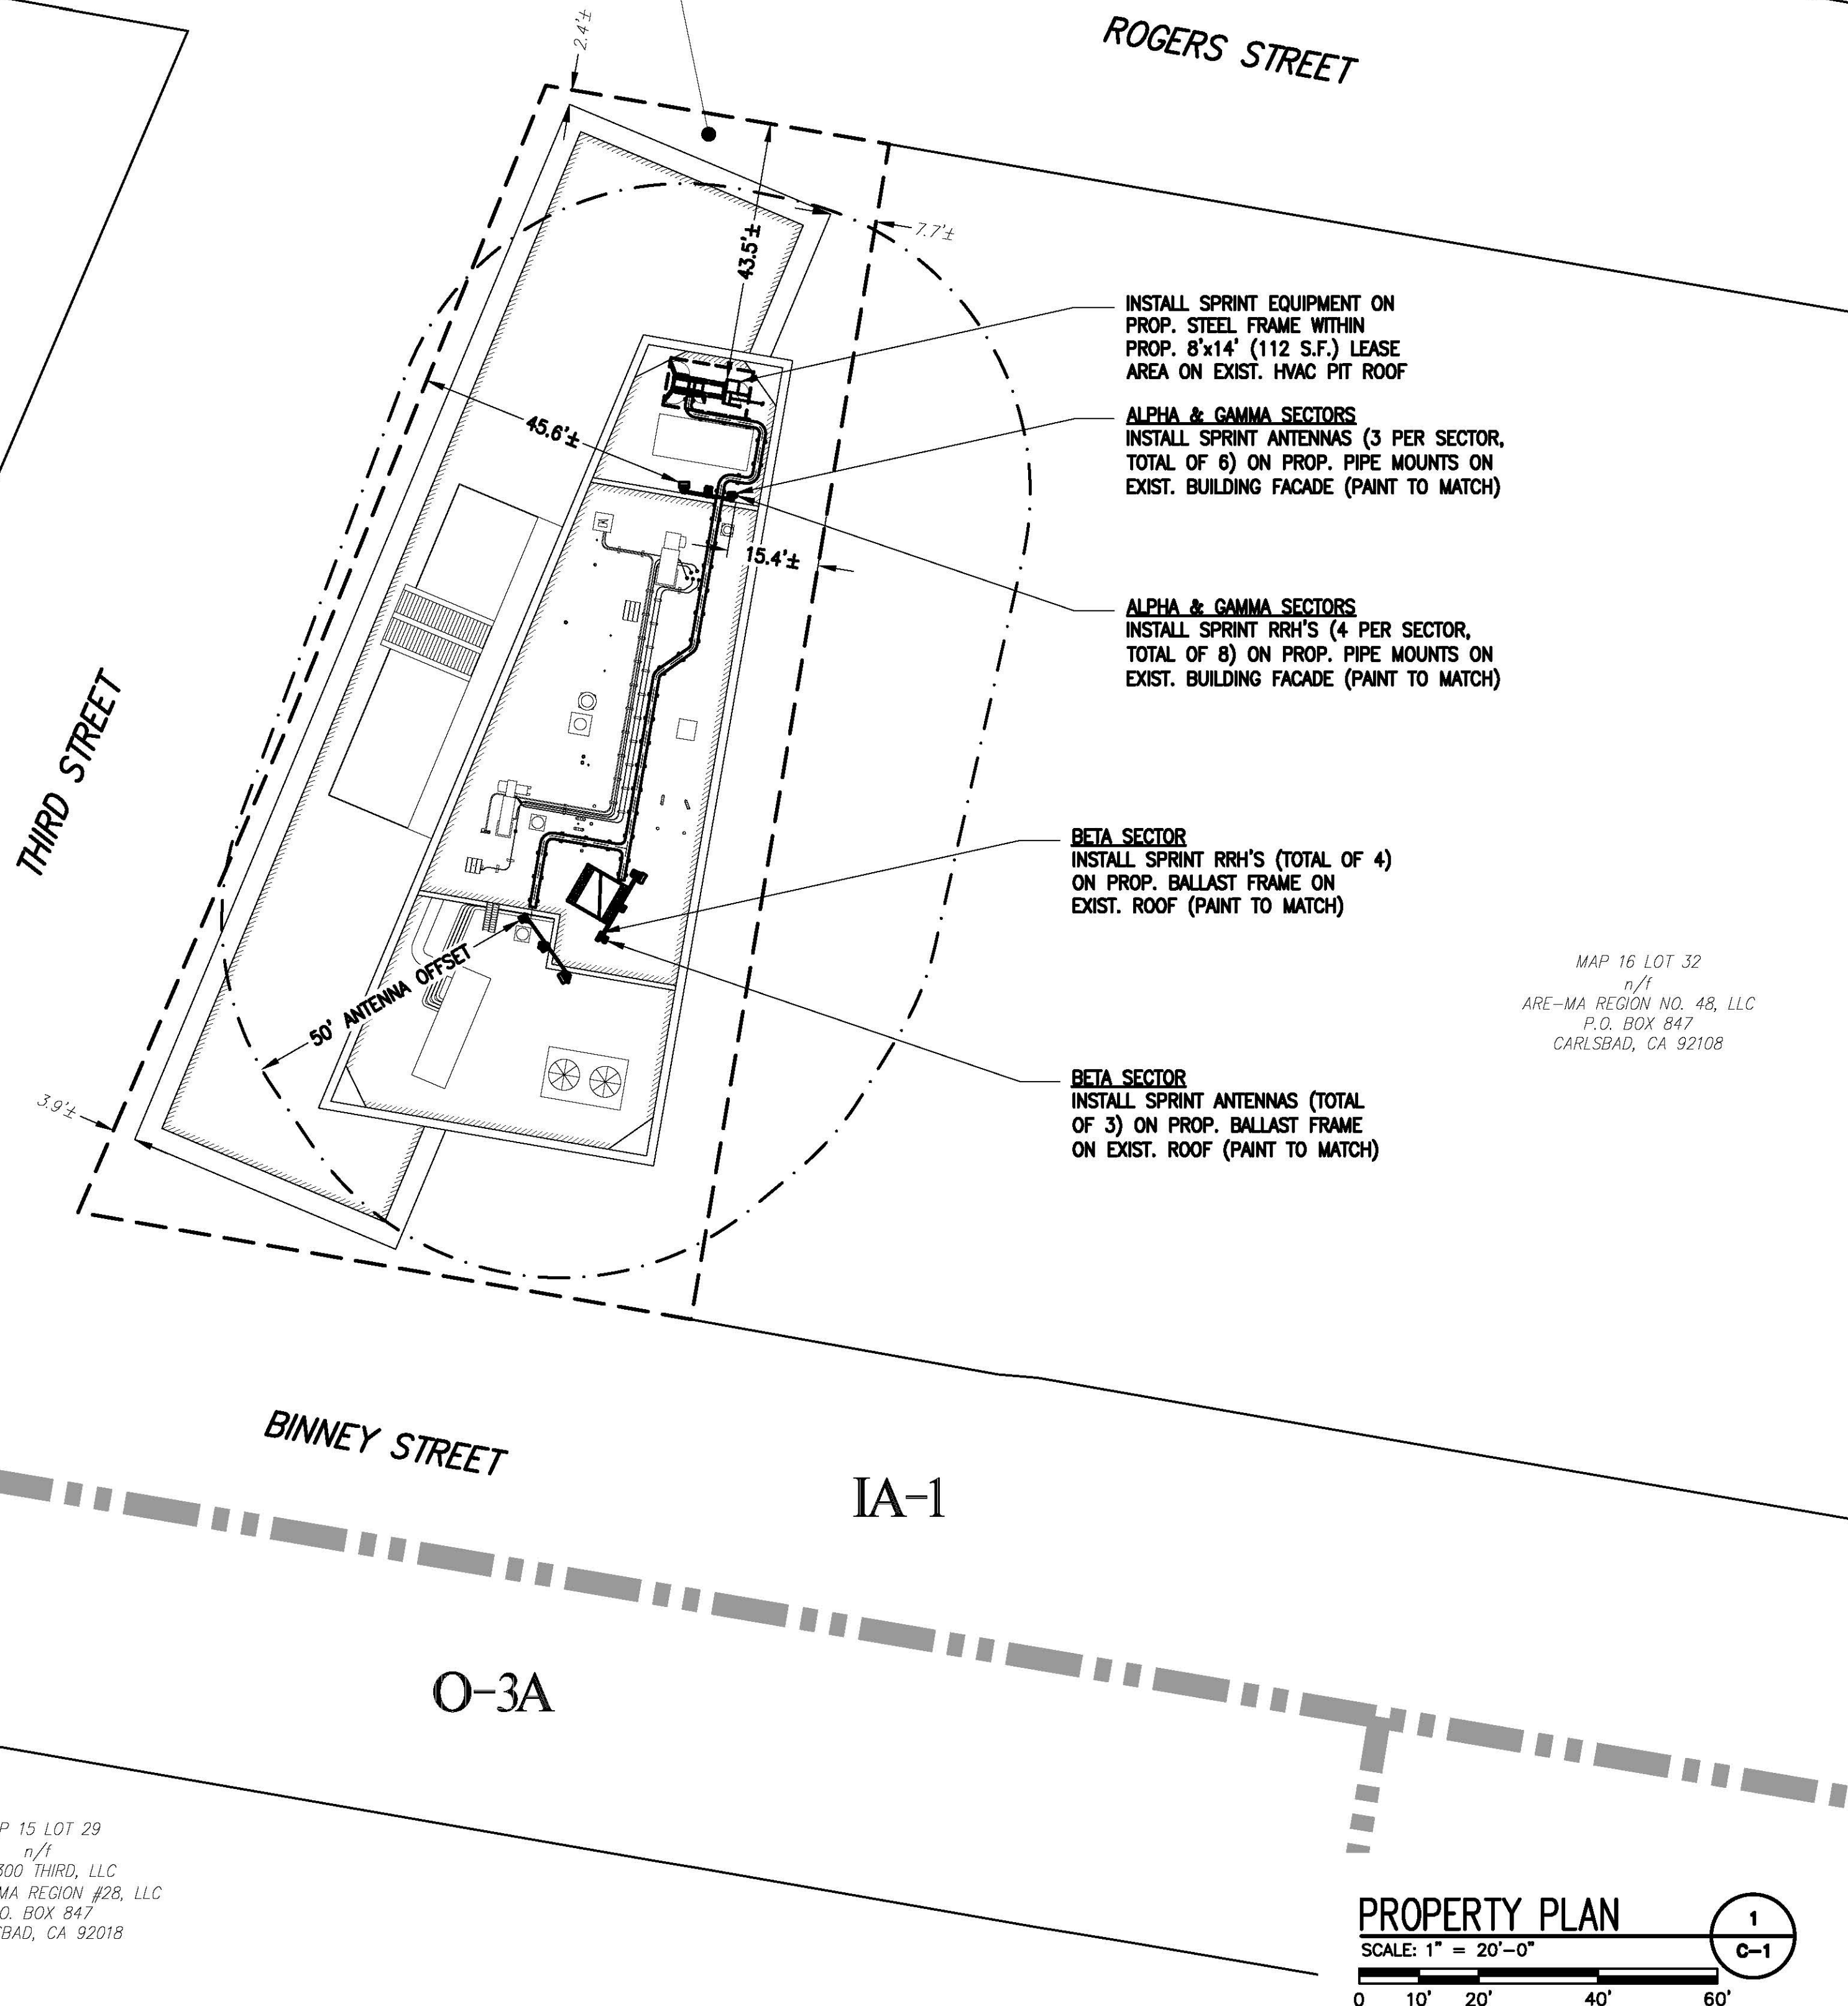 ROGERS STREET
2.4'±
7.7'±
43.5'±
INSTALL SPRINT EQUIPMENT ON
PROP. STEEL FRAME WITHIN
PROP. 8'x14' (112 S.F.) LEASE
AREA ON EXIST. HVAC PIT ROOF
45.6'±
ALPHA & GAMMA SECTORS
INSTALL SPRINT ANTENNAS (3 PER SECTOR,
TOTAL OF 6) ON PROP. PIPE MOUNTS ON
EXIST. BUILDING FACADE (PAINT TO MATCH)
15.4'±
ALPHA & GAMMA SECTORS
INSTALL SPRINT RRH'S (4 PER SECTOR,
TOTAL OF 8) ON PROP. PIPE MOUNTS ON
EXIST. BUILDING FACADE (PAINT TO MATCH)
THIRD STREET
BETA SECTOR
INSTALL SPRINT RRH'S (TOTAL OF 4)
ON PROP. BALLAST FRAME ON
EXIST. ROOF (PAINT TO MATCH)
50' ANTENNA OFFSET
MAP 16 LOT 32
n/f
ARE-MA REGION NO. 48, LLC
P.O. BOX 847
CARLSBAD, CA 92108
BETA SECTOR
INSTALL SPRINT ANTENNAS (TOTAL
OF 3) ON PROP. BALLAST FRAME
ON EXIST. ROOF (PAINT TO MATCH)
3.9'±
BINNEY STREET
IA-1
O-3A
P 15 LOT 29
n/f
300 THIRD, LLC
MA REGION #28, LLC
O. BOX 847
BAD, CA 92018
PROPERTY PLAN
SCALE: 1" = 20'-0"
1
C-1
0 10' 20' 40' 60'